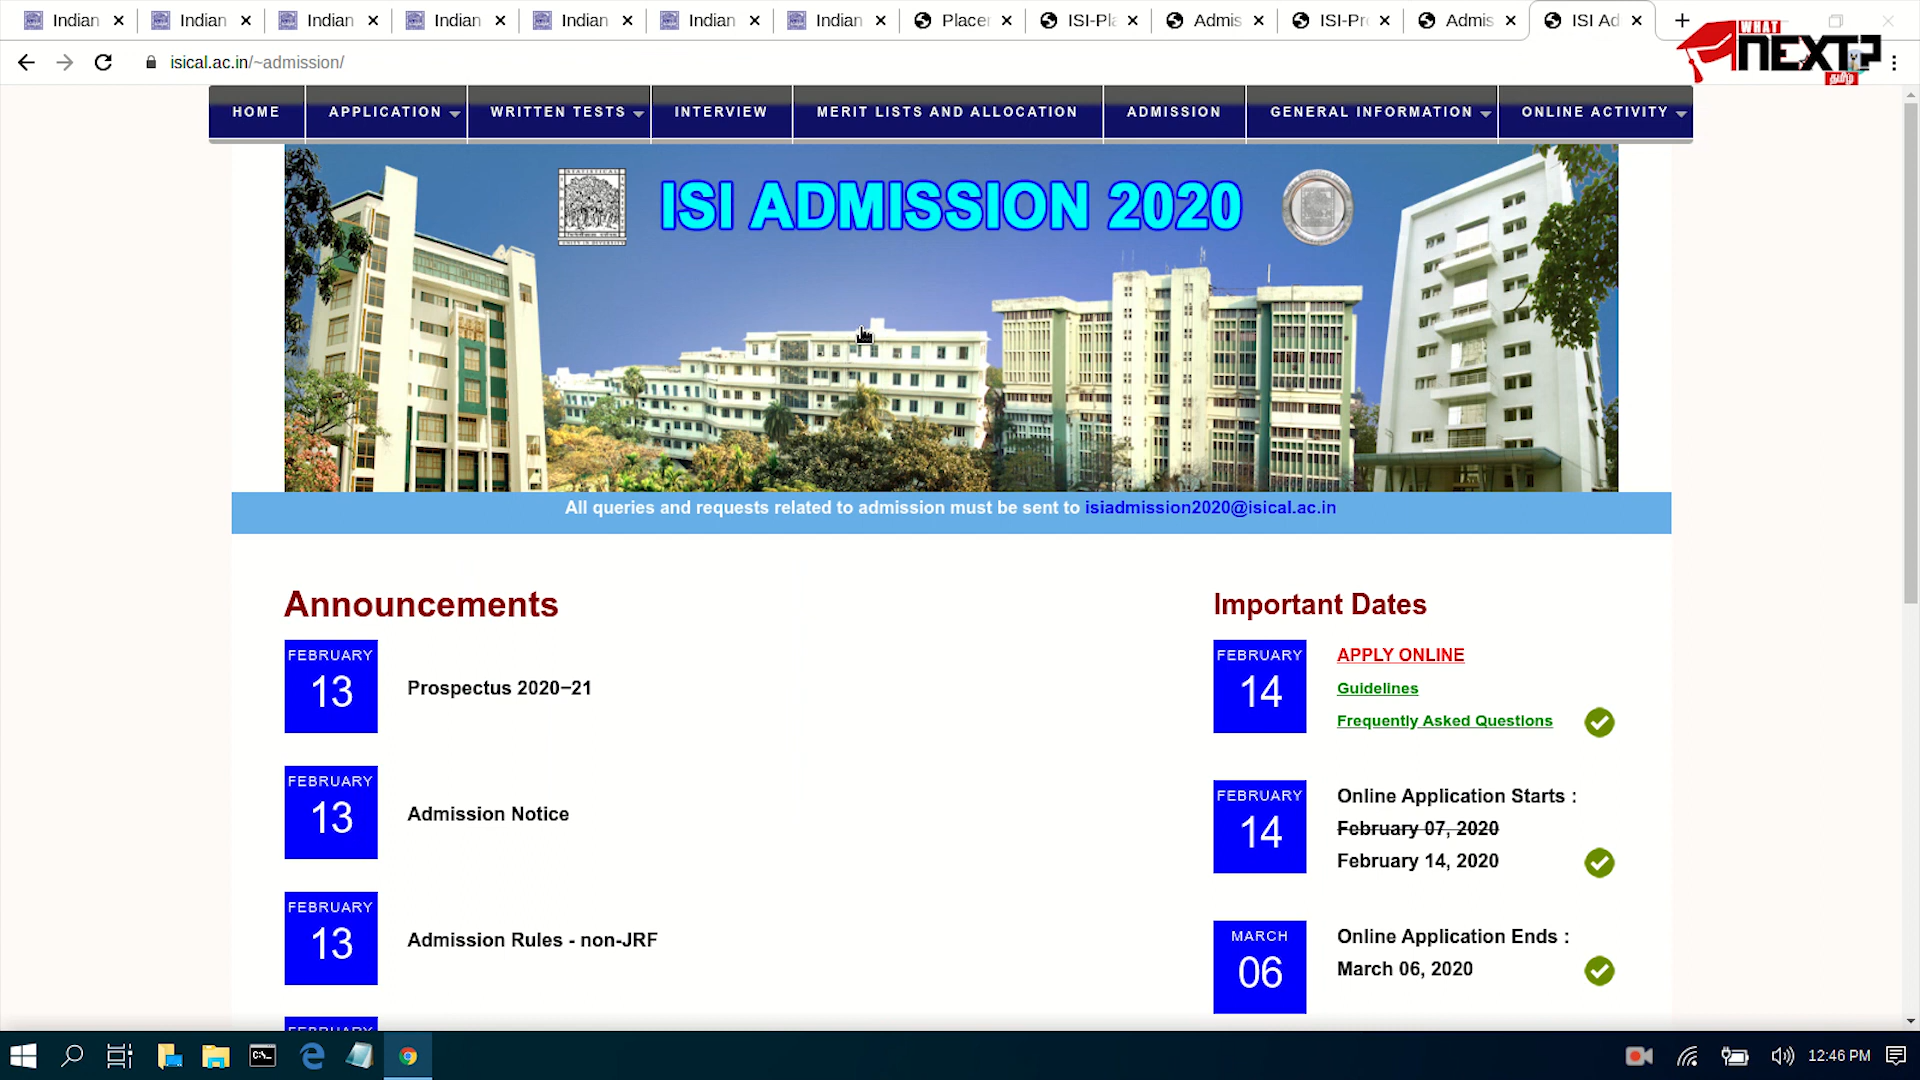 Indian
Indian
Indian
Indian
Indian
Indian
Indian
Placer
ISI-Pla
Admis
ISI-Pr
Admis
ISI Ad
WHAT
NEXT?
தமிழ்
isical.ac.in/~admission/
HOME
APPLICATION
WRITTEN TESTS
INTERVIEW
MERIT LISTS AND ALLOCATION
ADMISSION
GENERAL INFORMATION
ONLINE ACTIVITY
ISI ADMISSION 2020
All queries and requests related to admission must be sent to isiadmission2020@isical.ac.in
Announcements
FEBRUARY
13
Prospectus 2020–21
FEBRUARY
13
Admission Notice
FEBRUARY
13
Admission Rules - non-JRF
FEBRUARY
Important Dates
FEBRUARY
14
APPLY ONLINE
Guidelines
Frequently Asked Questions
FEBRUARY
14
Online Application Starts :
February 07, 2020
February 14, 2020
MARCH
06
Online Application Ends :
March 06, 2020
12:46 PM